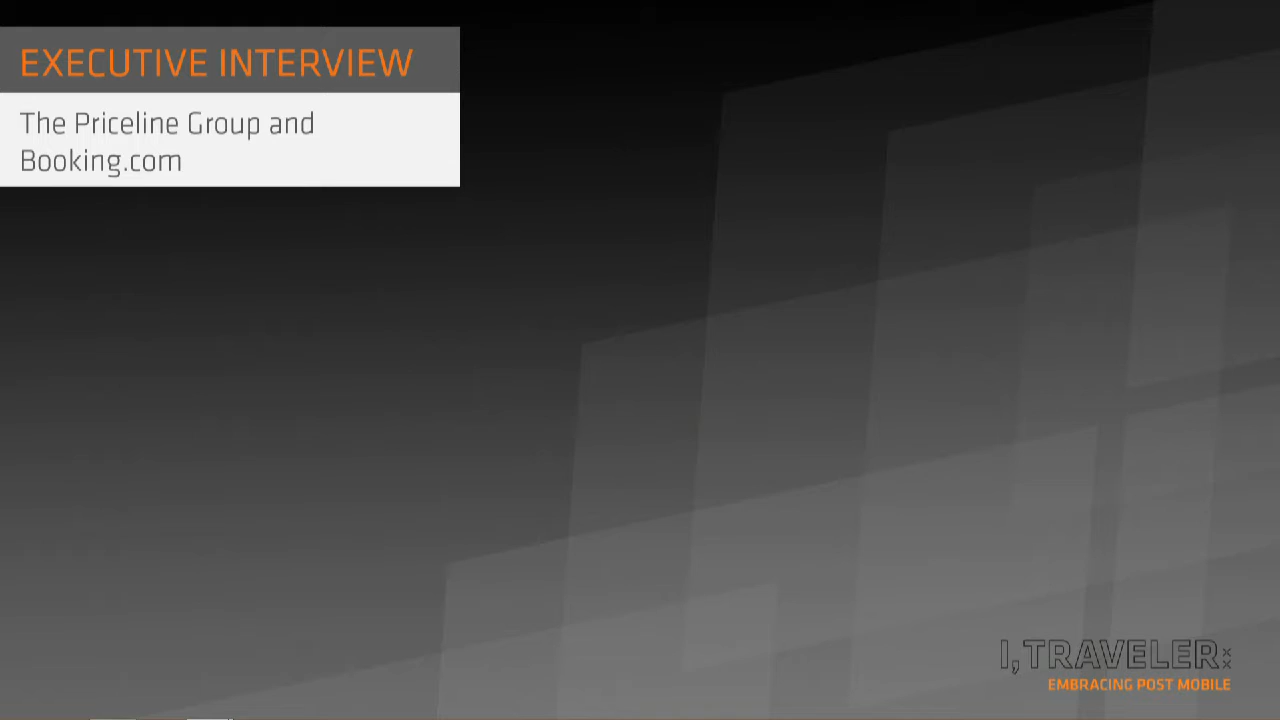 EXECUTIVE INTERVIEW
The Priceline Group and
Booking.com
I,TRAVELER
EMBRACING POST MOBILE